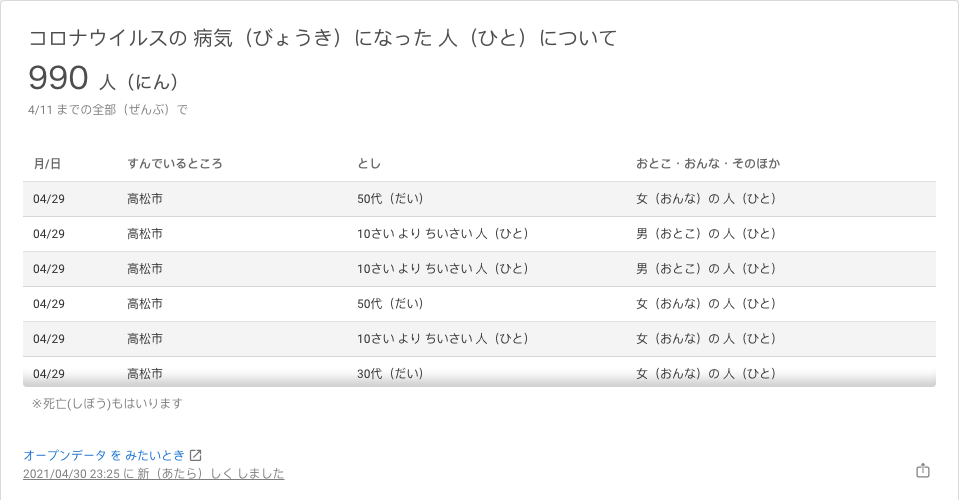 コロナウイルスの 病気（びょうき）になった 人（ひと）について
990 人（にん）
4/11 までの全部（ぜんぶ）で
月/日 すんでいるところ とし おとこ・おんな・そのほか
04/29 高松市 50代（だい） 女（おんな）の 人（ひと）
04/29 高松市 10さい より ちいさい 人（ひと） 男（おとこ）の 人（ひと）
04/29 高松市 10さい より ちいさい 人（ひと） 男（おとこ）の 人（ひと）
04/29 高松市 50代（だい） 女（おんな）の 人（ひと）
04/29 高松市 10さい より ちいさい 人（ひと） 女（おんな）の 人（ひと）
04/29 高松市 30代（だい） 女（おんな）の 人（ひと）
※死亡(しぼう)もはいります
オープンデータ を みたいとき
2021/04/30 23:25 に 新（あたら）しく しました